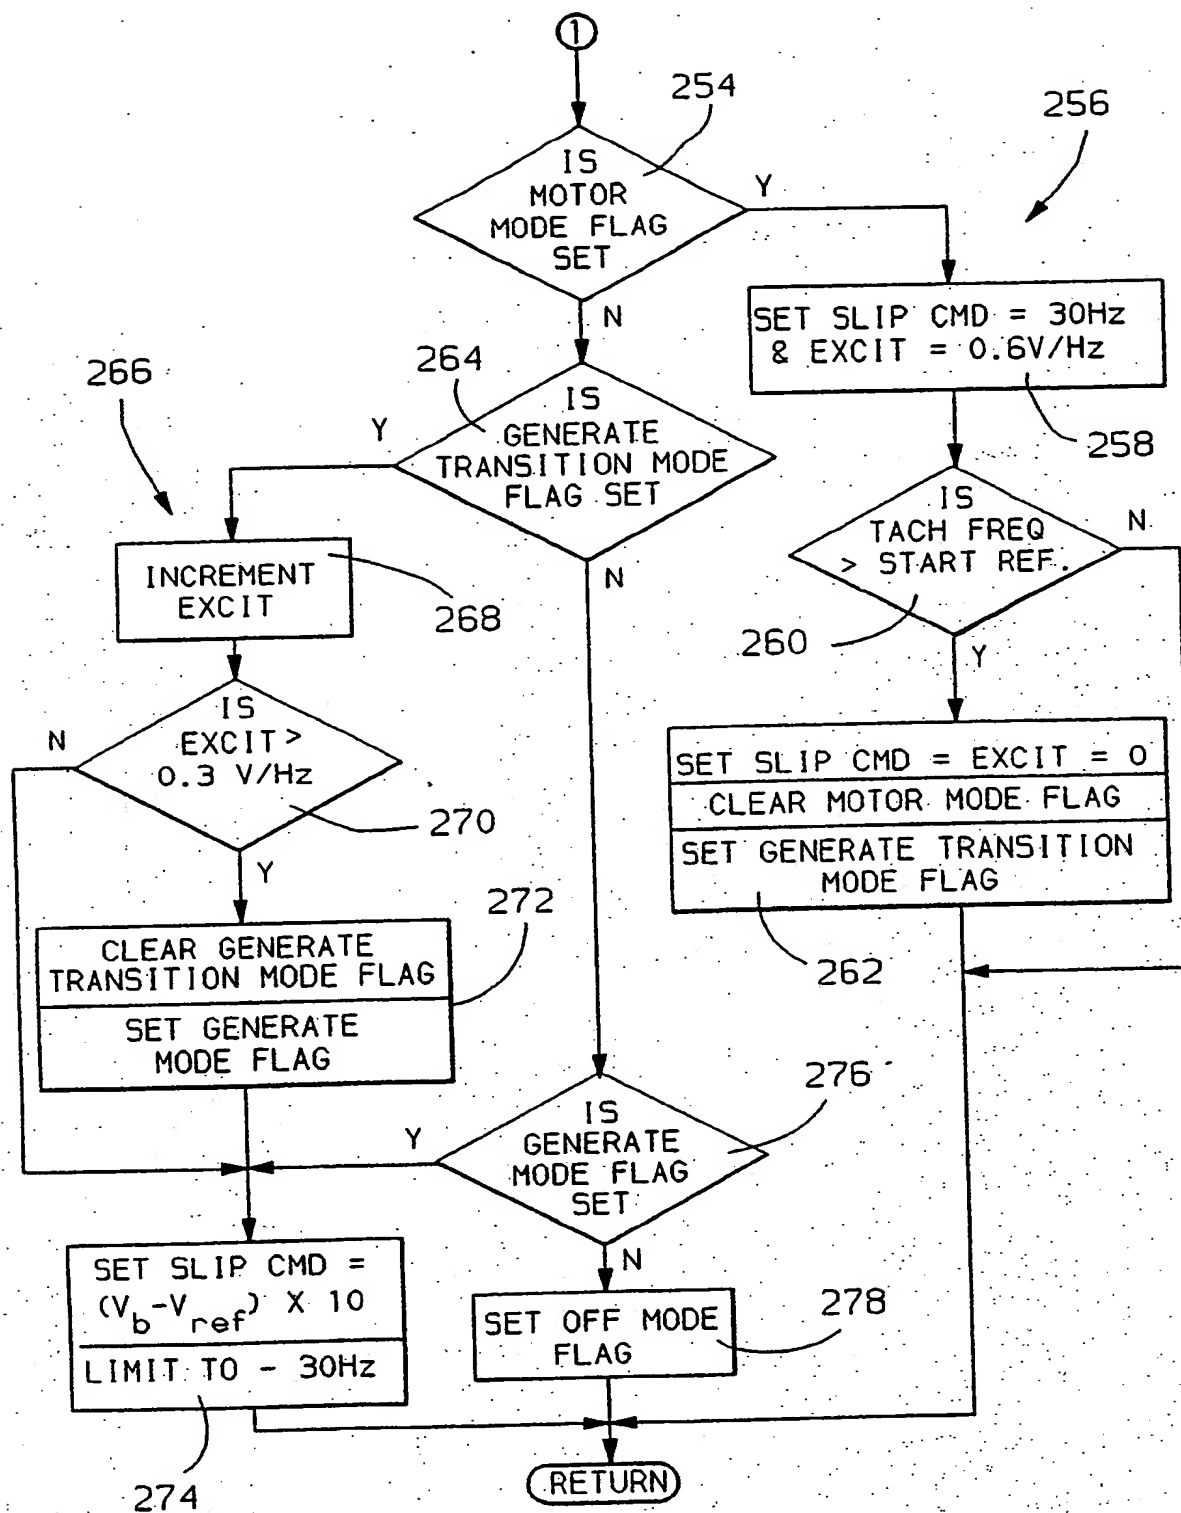 1
254
256
IS
MOTOR
MODE FLAG
SET
Y
N
SET SLIP CMD = 30Hz
& EXCIT = 0.6V/Hz
258
266
264
IS
GENERATE
TRANSITION MODE
FLAG SET
Y
N
IS
TACH FREQ
> START REF.
N
260
Y
INCREMENT
EXCIT
268
IS
EXCIT >
0.3 V/Hz
N
270
Y
SET SLIP CMD = EXCIT = 0
CLEAR MOTOR MODE FLAG
SET GENERATE TRANSITION
MODE FLAG
262
272
CLEAR GENERATE
TRANSITION MODE FLAG
SET GENERATE
MODE FLAG
276
IS
GENERATE
MODE FLAG
SET
Y
N
SET SLIP CMD =
(Vb-Vref) X 10
LIMIT TO - 30Hz
274
SET OFF MODE
FLAG
278
RETURN